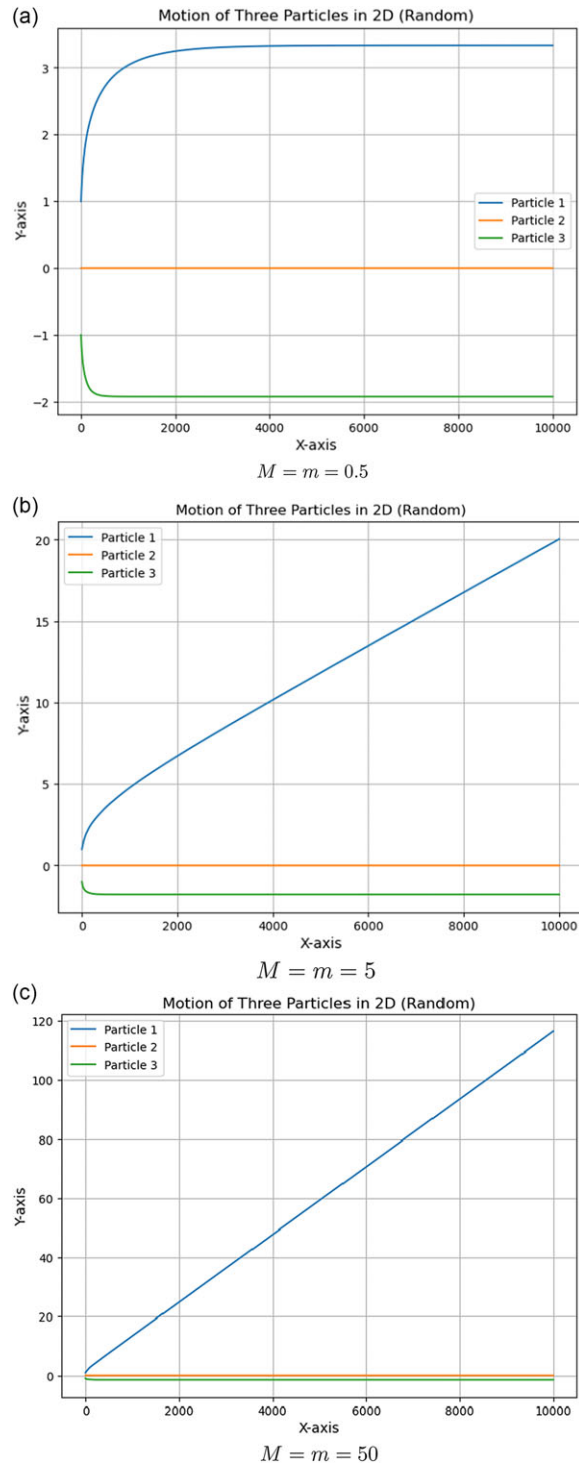 (a)
Motion of Three Particles in 2D (Random)
3
2
1
0
−1
−2
Y-axis
Particle 1
Particle 2
Particle 3
0 2000 4000 6000 8000 10000
X-axis
M = m = 0.5
(b)
Motion of Three Particles in 2D (Random)
Particle 1
Particle 2
Particle 3
20
15
10
5
0
Y-axis
0 2000 4000 6000 8000 10000
X-axis
M = m = 5
(c)
Motion of Three Particles in 2D (Random)
Particle 1
Particle 2
Particle 3
120
100
80
60
40
20
0
Y-axis
0 2000 4000 6000 8000 10000
X-axis
M = m = 50